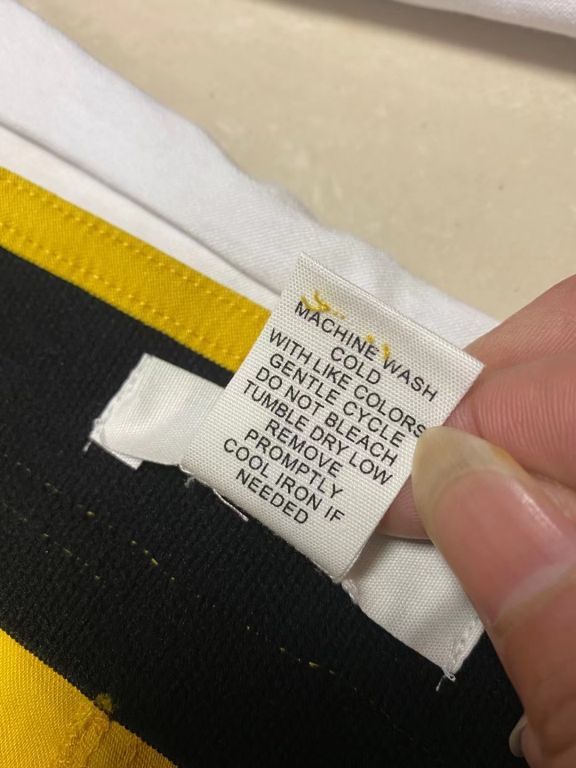 MACHINE WASH
COLD
WITH LIKE COLORS
GENTLE CYCLE
DO NOT BLEACH
TUMBLE DRY LOW
REMOVE
PROMPTLY
COOL IRON IF
NEEDED